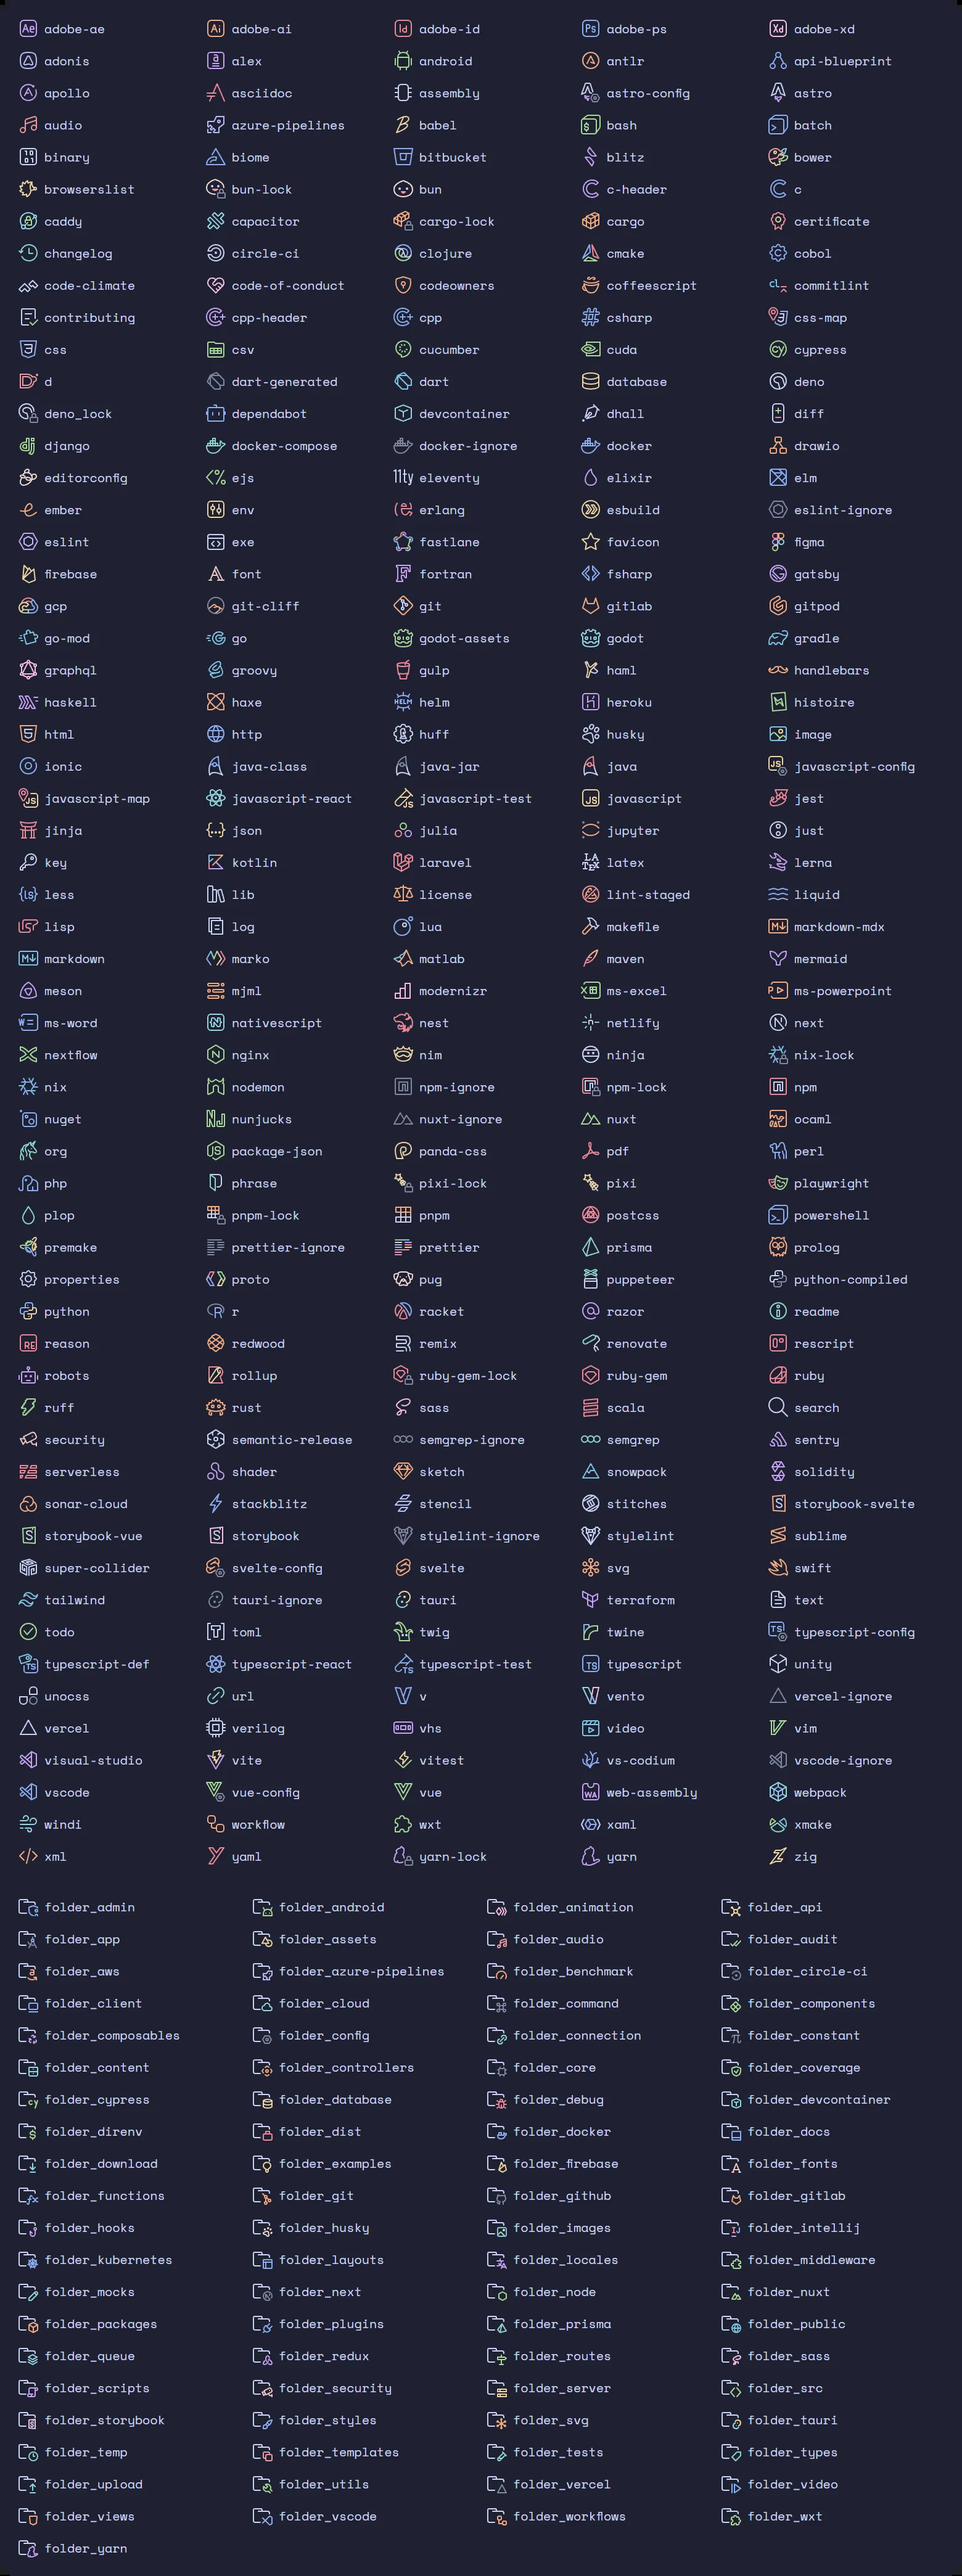 adobe-ae adobe-ai adobe-id adobe-ps adobe-xd
adonis alex android antlr api-blueprint
apollo asciidoc assembly astro-config astro
audio azure-pipelines babel bash batch
binary biome bitbucket blitz bower
browserslist bun-lock bun c-header c
caddy capacitor cargo-lock cargo certificate
changelog circle-ci clojure cmake cobol
code-climate code-of-conduct codeowners coffeescript commitlint
contributing cpp-header cpp csharp css-map
css csv cucumber cuda cypress
d dart-generated dart database deno
deno_lock dependabot devcontainer dhall diff
django docker-compose docker-ignore docker drawio
editorconfig ejs eleventy elixir elm
ember env erlang esbuild eslint-ignore
eslint exe fastlane favicon figma
firebase font fortran fsharp gatsby
gcp git-cliff git gitlab gitpod
go-mod go godot-assets godot gradle
graphql groovy gulp haml handlebars
haskell haxe helm heroku histoire
html http huff husky image
ionic java-class java-jar java javascript-config
javascript-map javascript-react javascript-test javascript jest
jinja json julia jupyter just
key kotlin laravel latex lerna
less lib license lint-staged liquid
lisp log lua makefile markdown-mdx
markdown marko matlab maven mermaid
meson mjml modernizr ms-excel ms-powerpoint
ms-word nativescript nest netlify next
nextflow nginx nim ninja nix-lock
nix nodemon npm-ignore npm-lock npm
nuget nunjucks nuxt-ignore nuxt ocaml
org package-json panda-css pdf perl
php phrase pixi-lock pixi playwright
plop pnpm-lock pnpm postcss powershell
premake prettier-ignore prettier prisma prolog
properties proto pug puppeteer python-compiled
python r racket razor readme
reason redwood remix renovate rescript
robots rollup ruby-gem-lock ruby-gem ruby
ruff rust sass scala search
security semantic-release semgrep-ignore semgrep sentry
serverless shader sketch snowpack solidity
sonar-cloud stackblitz stencil stitches storybook-svelte
storybook-vue storybook stylelint-ignore stylelint sublime
super-collider svelte-config svelte svg swift
tailwind tauri-ignore tauri terraform text
todo toml twig twine typescript-config
typescript-def typescript-react typescript-test typescript unity
unocss url v vento vercel-ignore
vercel verilog vhs video vim
visual-studio vite vitest vs-codium vscode-ignore
vscode vue-config vue web-assembly webpack
windi workflow wxt xaml xmake
xml yaml yarn-lock yarn zig
folder_admin folder_android folder_animation folder_api
folder_app folder_assets folder_audio folder_audit
folder_aws folder_azure-pipelines folder_benchmark folder_circle-ci
folder_client folder_cloud folder_command folder_components
folder_composables folder_config folder_connection folder_constant
folder_content folder_controllers folder_core folder_coverage
folder_cypress folder_database folder_debug folder_devcontainer
folder_direnv folder_dist folder_docker folder_docs
folder_download folder_examples folder_firebase folder_fonts
folder_functions folder_git folder_github folder_gitlab
folder_hooks folder_husky folder_images folder_intellij
folder_kubernetes folder_layouts folder_locales folder_middleware
folder_mocks folder_next folder_node folder_nuxt
folder_packages folder_plugins folder_prisma folder_public
folder_queue folder_redux folder_routes folder_sass
folder_scripts folder_security folder_server folder_src
folder_storybook folder_styles folder_svg folder_tauri
folder_temp folder_templates folder_tests folder_types
folder_upload folder_utils folder_vercel folder_video
folder_views folder_vscode folder_workflows folder_wxt
folder_yarn